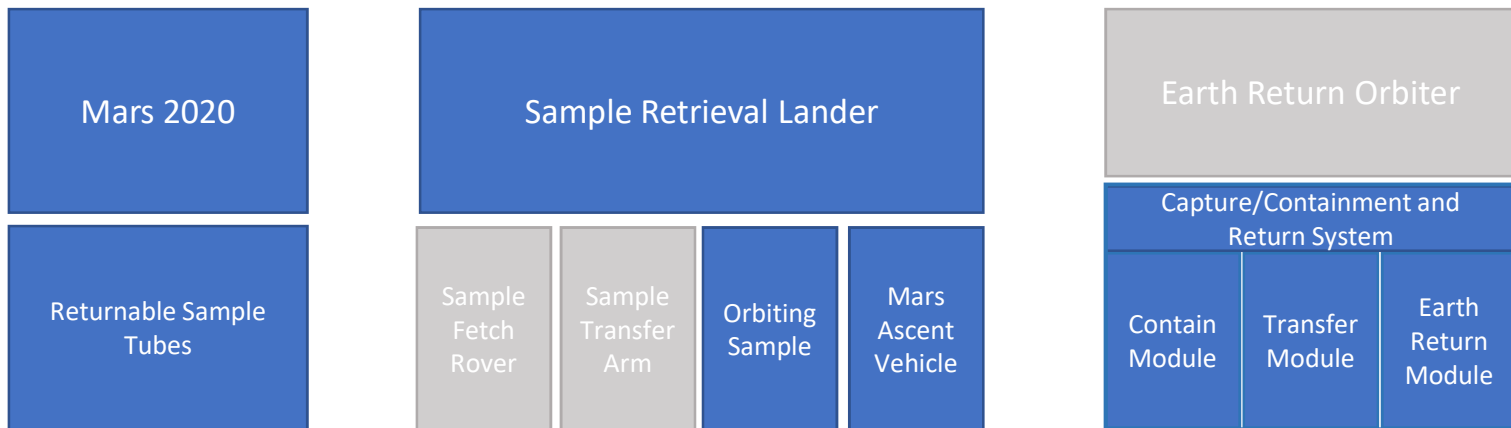 Mars 2020
Sample Retrieval Lander
Earth Return Orbiter
Capture/Containment and
Return System
Returnable Sample
Tubes
Sample
Fetch
Rover
Sample
Transfer
Arm
Orbiting
Sample
Mars
Ascent
Vehicle
Contain
Module
Transfer
Module
Earth
Return
Module